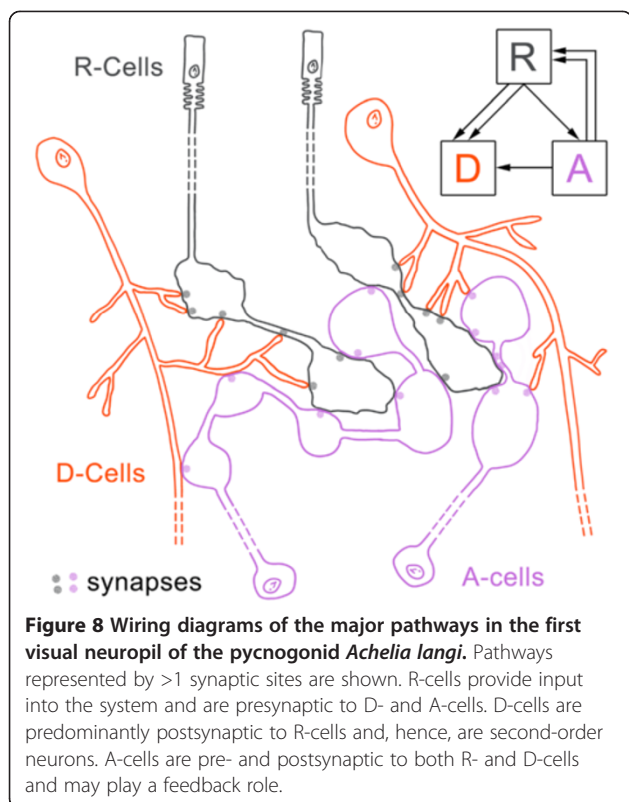 R-Cells
R
D
A
D-Cells
synapses
A-cells
Figure 8 Wiring diagrams of the major pathways in the first
visual neuropil of the pycnogonid Achelia langi. Pathways
represented by >1 synaptic sites are shown. R-cells provide input
into the system and are presynaptic to D- and A-cells. D-cells are
predominantly postsynaptic to R-cells and, hence, are second-order
neurons. A-cells are pre- and postsynaptic to both R- and D-cells
and may play a feedback role.